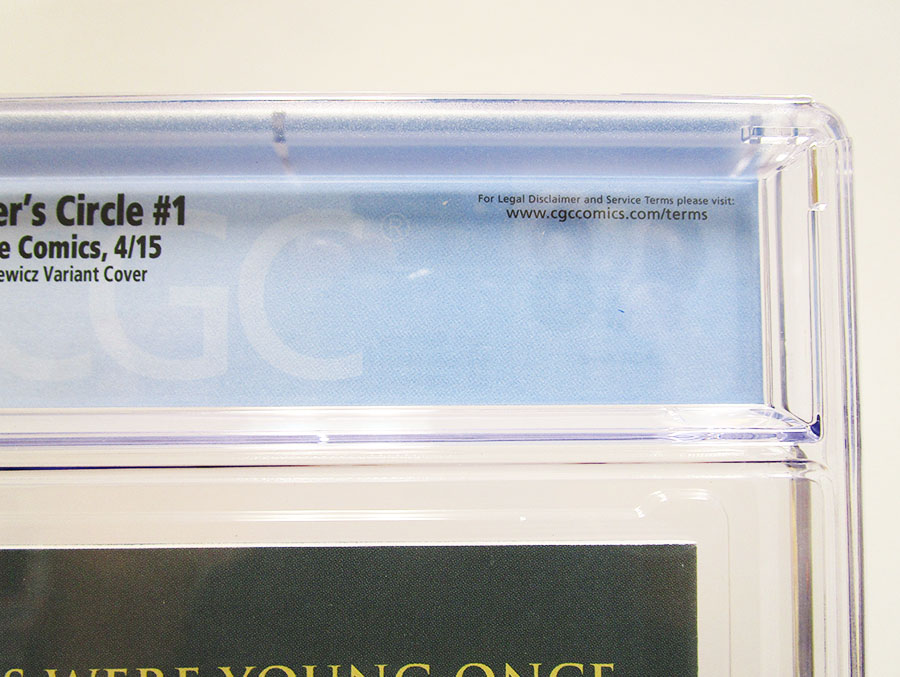 er's Circle #1
e Comics, 4/15
ewicz Variant Cover
For Legal Disclaimer and Service Terms please visit:
www.cgccomics.com/terms
CGC®
S WERE YOUNG ONCE